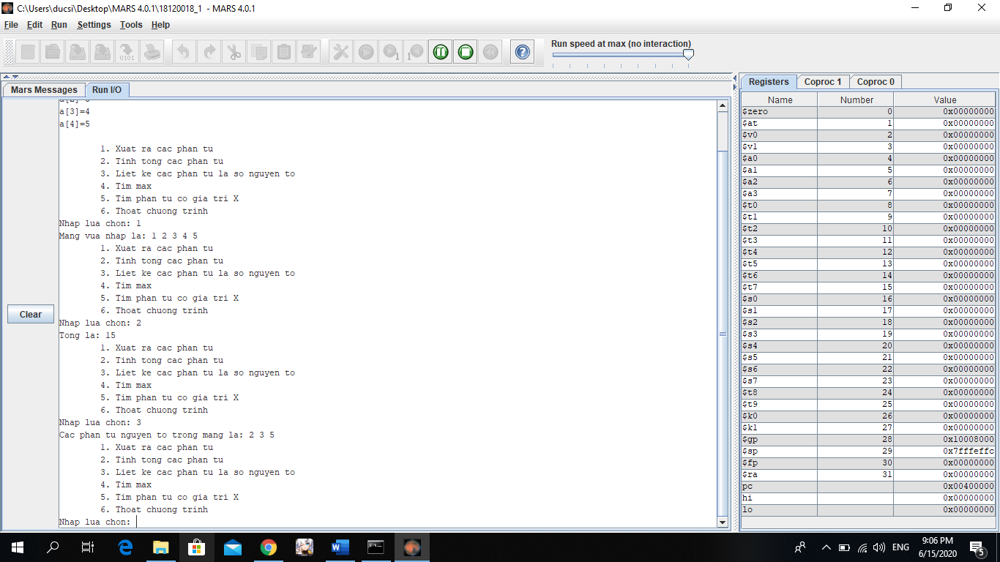 C:\Users\ducsi\Desktop\MARS 4.0.1\18120018_1 - MARS 4.0.1
File Edit Run Settings Tools Help
Run speed at max (no interaction)
Mars Messages Run I/O
a[3]=4
a[4]=5
1. Xuat ra cac phan tu
2. Tinh tong cac phan tu
3. Liet ke cac phan tu la so nguyen to
4. Tim max
5. Tim phan tu co gia tri X
6. Thoat chuong trinh
Nhap lua chon: 1
Mang vua nhap la: 1 2 3 4 5
1. Xuat ra cac phan tu
2. Tinh tong cac phan tu
3. Liet ke cac phan tu la so nguyen to
4. Tim max
5. Tim phan tu co gia tri X
6. Thoat chuong trinh
Nhap lua chon: 2
Tong la: 15
1. Xuat ra cac phan tu
2. Tinh tong cac phan tu
3. Liet ke cac phan tu la so nguyen to
4. Tim max
5. Tim phan tu co gia tri X
6. Thoat chuong trinh
Nhap lua chon: 3
Cac phan tu nguyen to trong mang la: 2 3 5
1. Xuat ra cac phan tu
2. Tinh tong cac phan tu
3. Liet ke cac phan tu la so nguyen to
4. Tim max
5. Tim phan tu co gia tri X
6. Thoat chuong trinh
Nhap lua chon:
Clear
Registers Coproc 1 Coproc 0
Name Number Value
$zero 0 0x00000000
$at 1 0x00000000
$v0 2 0x00000000
$v1 3 0x00000000
$a0 4 0x00000000
$a1 5 0x00000000
$a2 6 0x00000000
$a3 7 0x00000000
$t0 8 0x00000000
$t1 9 0x00000000
$t2 10 0x00000000
$t3 11 0x00000000
$t4 12 0x00000000
$t5 13 0x00000000
$t6 14 0x00000000
$t7 15 0x00000000
$s0 16 0x00000000
$s1 17 0x00000000
$s2 18 0x00000000
$s3 19 0x00000000
$s4 20 0x00000000
$s5 21 0x00000000
$s6 22 0x00000000
$s7 23 0x00000000
$t8 24 0x00000000
$t9 25 0x00000000
$k0 26 0x00000000
$k1 27 0x00000000
$gp 28 0x10008000
$sp 29 0x7fffeffc
$fp 30 0x00000000
$ra 31 0x00000000
pc 0x00400000
hi 0x00000000
lo 0x00000000
ENG
9:06 PM
6/15/2020
5